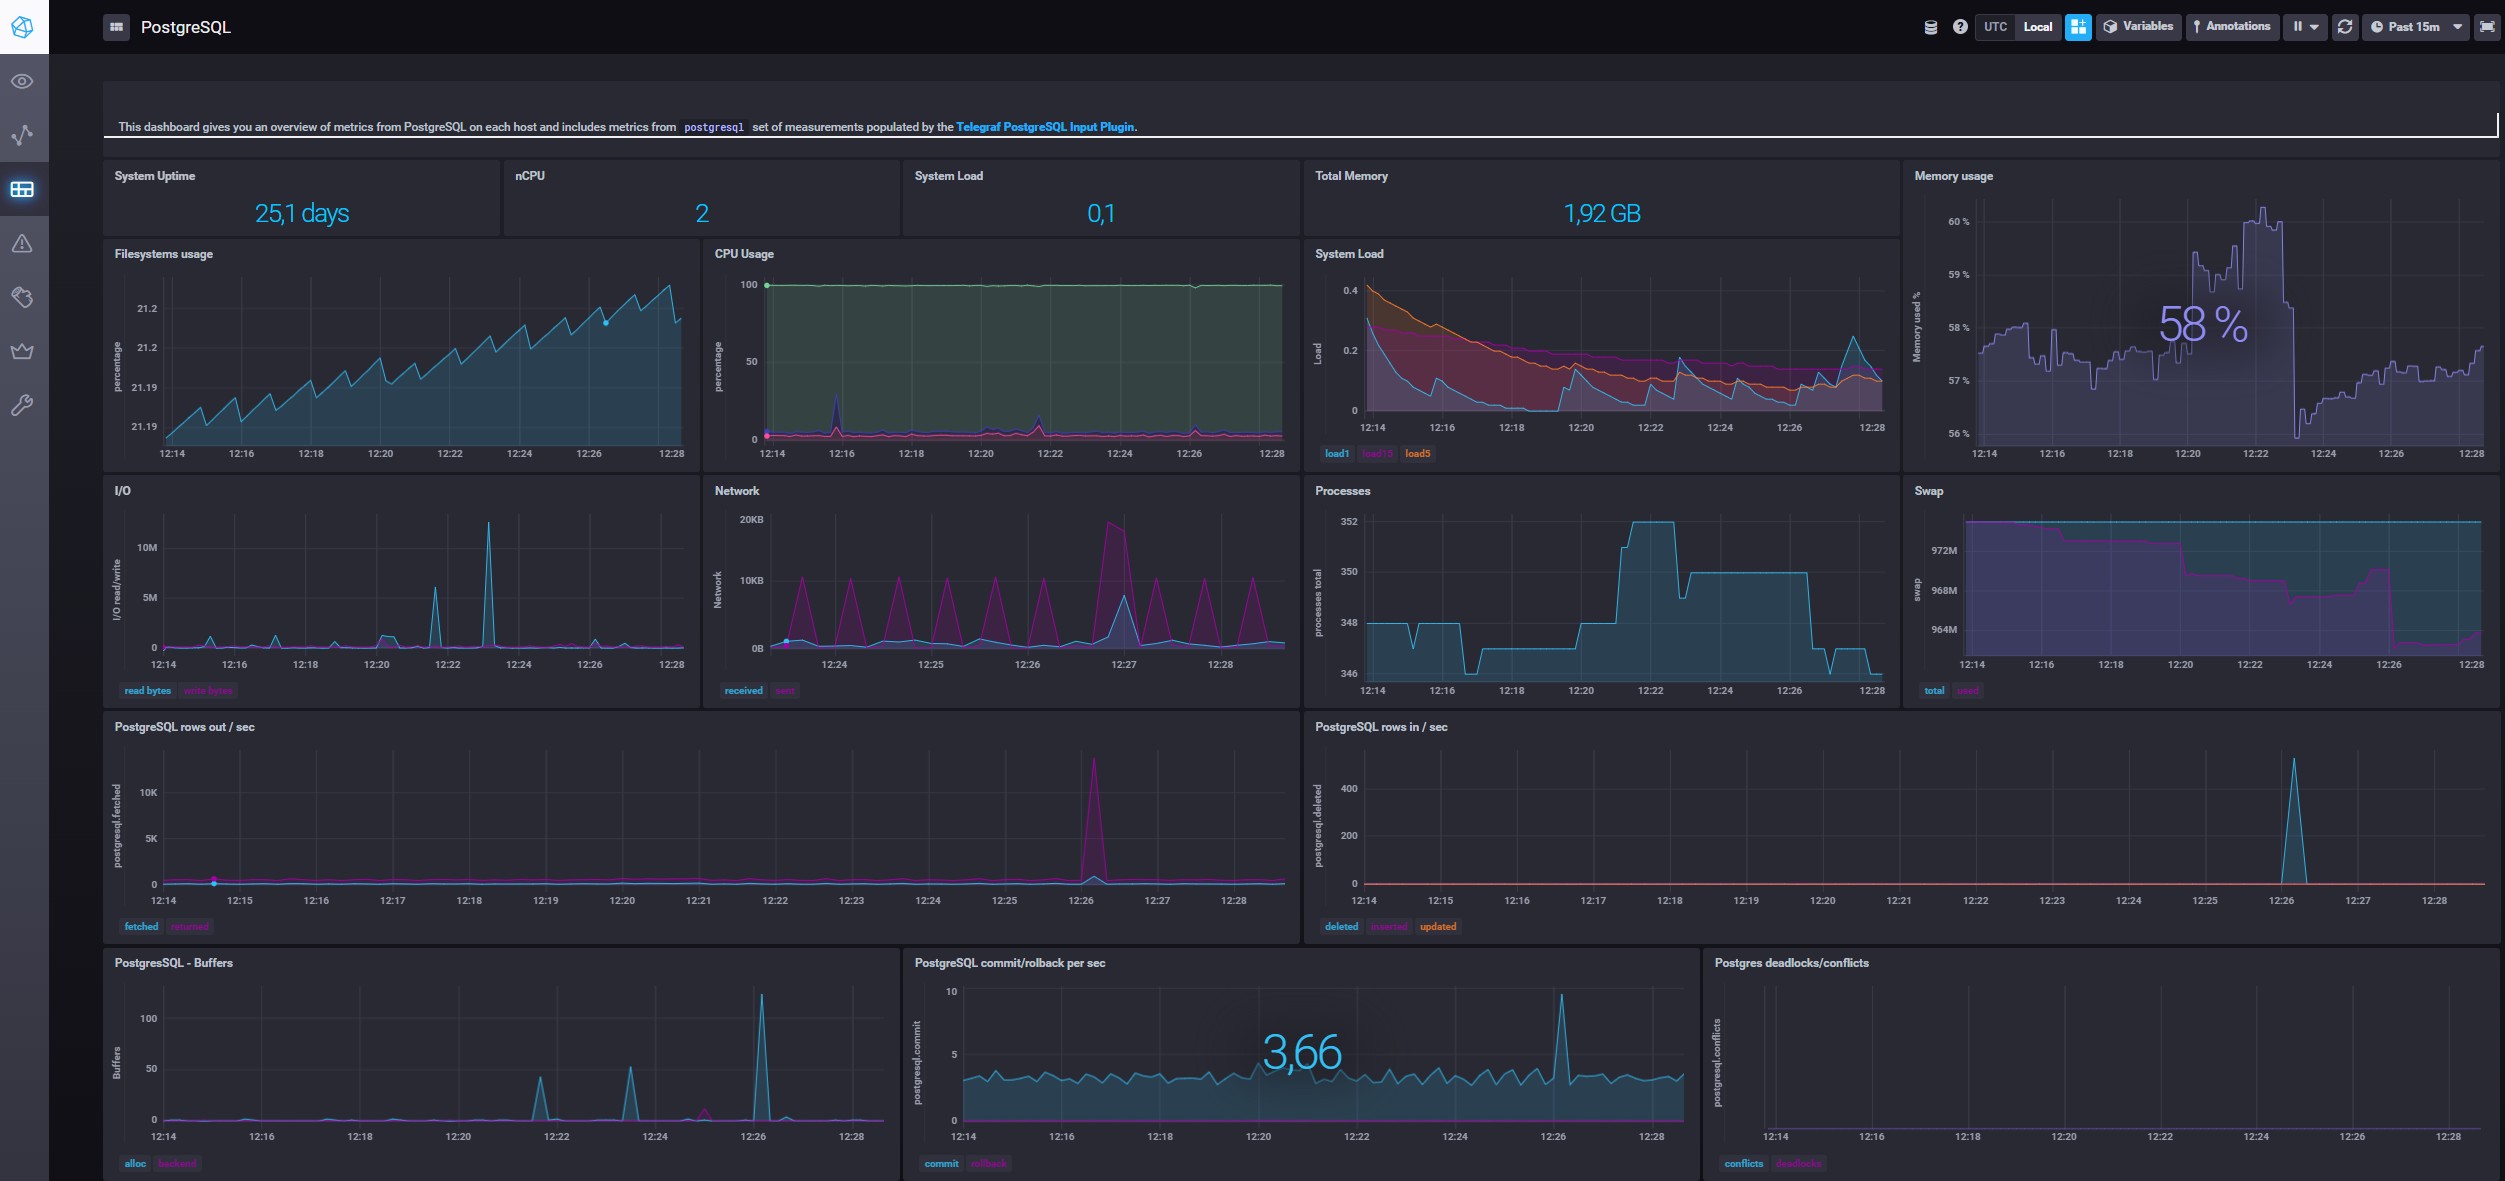 PostgreSQL
UTC Local Variables Annotations Past 15m
This dashboard gives you an overview of metrics from PostgreSQL on each host and includes metrics from postgresql set of measurements populated by the Telegraf PostgreSQL Input Plugin.
System Uptime
25,1 days
nCPU
2
System Load
0,1
Total Memory
1,92 GB
Memory usage
Memory used %
60 %
59 %
58 %
57 %
56 %
58 %
12:14 12:16 12:18 12:20 12:22 12:24 12:26 12:28
Filesystems usage
percentage
21.2
21.2
21.19
21.19
12:14 12:16 12:18 12:20 12:22 12:24 12:26 12:28
CPU Usage
percentage
100
50
0
12:14 12:16 12:18 12:20 12:22 12:24 12:26 12:28
System Load
Load
0.4
0.2
0
12:14 12:16 12:18 12:20 12:22 12:24 12:26 12:28
load1 load15 load5
I/O
I/O read/write
10M
5M
0
12:14 12:16 12:18 12:20 12:22 12:24 12:26 12:28
read bytes write bytes
Network
Network
20KB
10KB
0B
12:24 12:25 12:26 12:27 12:28
received sent
Processes
processes total
352
350
348
346
12:14 12:16 12:18 12:20 12:22 12:24 12:26 12:28
Swap
swap
972M
968M
964M
12:14 12:16 12:18 12:20 12:22 12:24 12:26 12:28
total used
PostgreSQL rows out / sec
postgresql.fetched
10K
5K
0
12:14 12:15 12:16 12:17 12:18 12:19 12:20 12:21 12:22 12:23 12:24 12:25 12:26 12:27 12:28
fetched returned
PostgreSQL rows in / sec
postgresql.deleted
400
200
0
12:14 12:15 12:16 12:17 12:18 12:19 12:20 12:21 12:22 12:23 12:24 12:25 12:26 12:27 12:28
deleted inserted updated
PostgresSQL - Buffers
Buffers
100
50
0
12:14 12:16 12:18 12:20 12:22 12:24 12:26 12:28
alloc backend
PostgreSQL commit/rolback per sec
postgresql.commit
10
5
0
3,66
12:14 12:16 12:18 12:20 12:22 12:24 12:26 12:28
commit rollback
Postgres deadlocks/conflicts
postgresql.conflicts
12:14 12:16 12:18 12:20 12:22 12:24 12:26 12:28
conflicts deadlocks